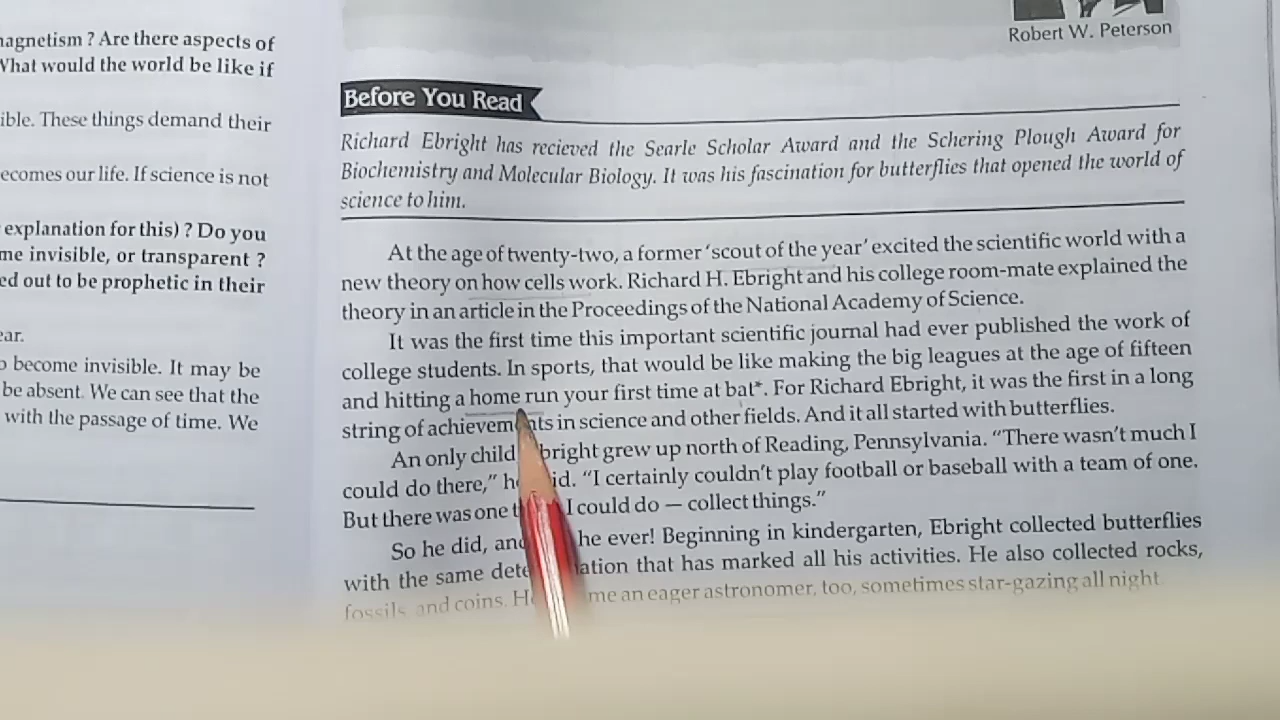 magnetism ? Are there aspects of
What would the world be like if
ible. These things demand their
ecomes our life. If science is not
explanation for this) ? Do you
me invisible, or transparent ?
ed out to be prophetic in their
ear.
become invisible. It may be
be absent. We can see that the
with the passage of time. We
Robert W. Peterson
Before You Read
Richard Ebright has recieved the Searle Scholar Award and the Schering Plough Award for
Biochemistry and Molecular Biology. It was his fascination for butterflies that opened the world of
science to him.
At the age of twenty-two, a former ‘scout of the year’ excited the scientific world with a
new theory on how cells work. Richard H. Ebright and his college room-mate explained the
theory in an article in the Proceedings of the National Academy of Science.
It was the first time this important scientific journal had ever published the work of
college students. In sports, that would be like making the big leagues at the age of fifteen
and hitting a home run your first time at bat*. For Richard Ebright, it was the first in a long
string of achievements in science and other fields. And it all started with butterflies.
An only child, Ebright grew up north of Reading, Pennsylvania. “There wasn’t much I
could do there,” he said. “I certainly couldn’t play football or baseball with a team of one.
But there was one I could do — collect things.”
So he did, and he ever! Beginning in kindergarten, Ebright collected butterflies
with the same determination that has marked all his activities. He also collected rocks,
fossils, and coins. He an eager astronomer, too, sometimes star-gazing all night